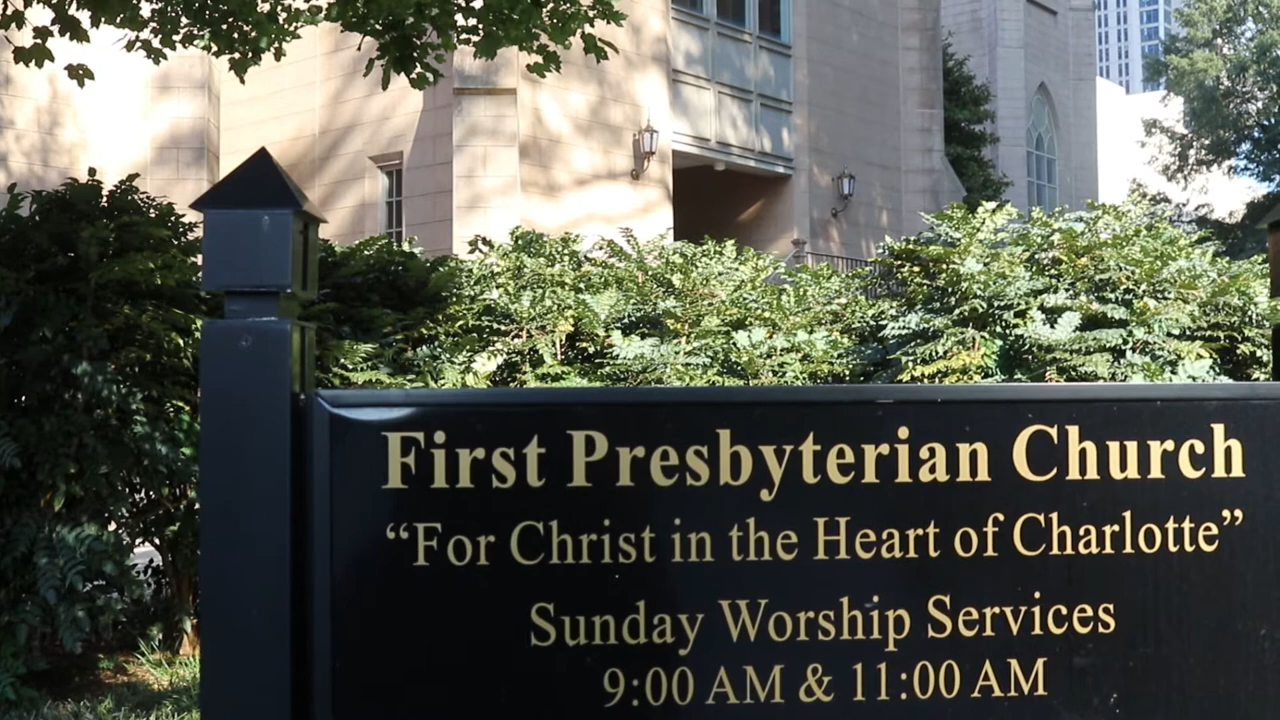 First Presbyterian Church
“For Christ in the Heart of Charlotte”
Sunday Worship Services
9:00 AM & 11:00 AM